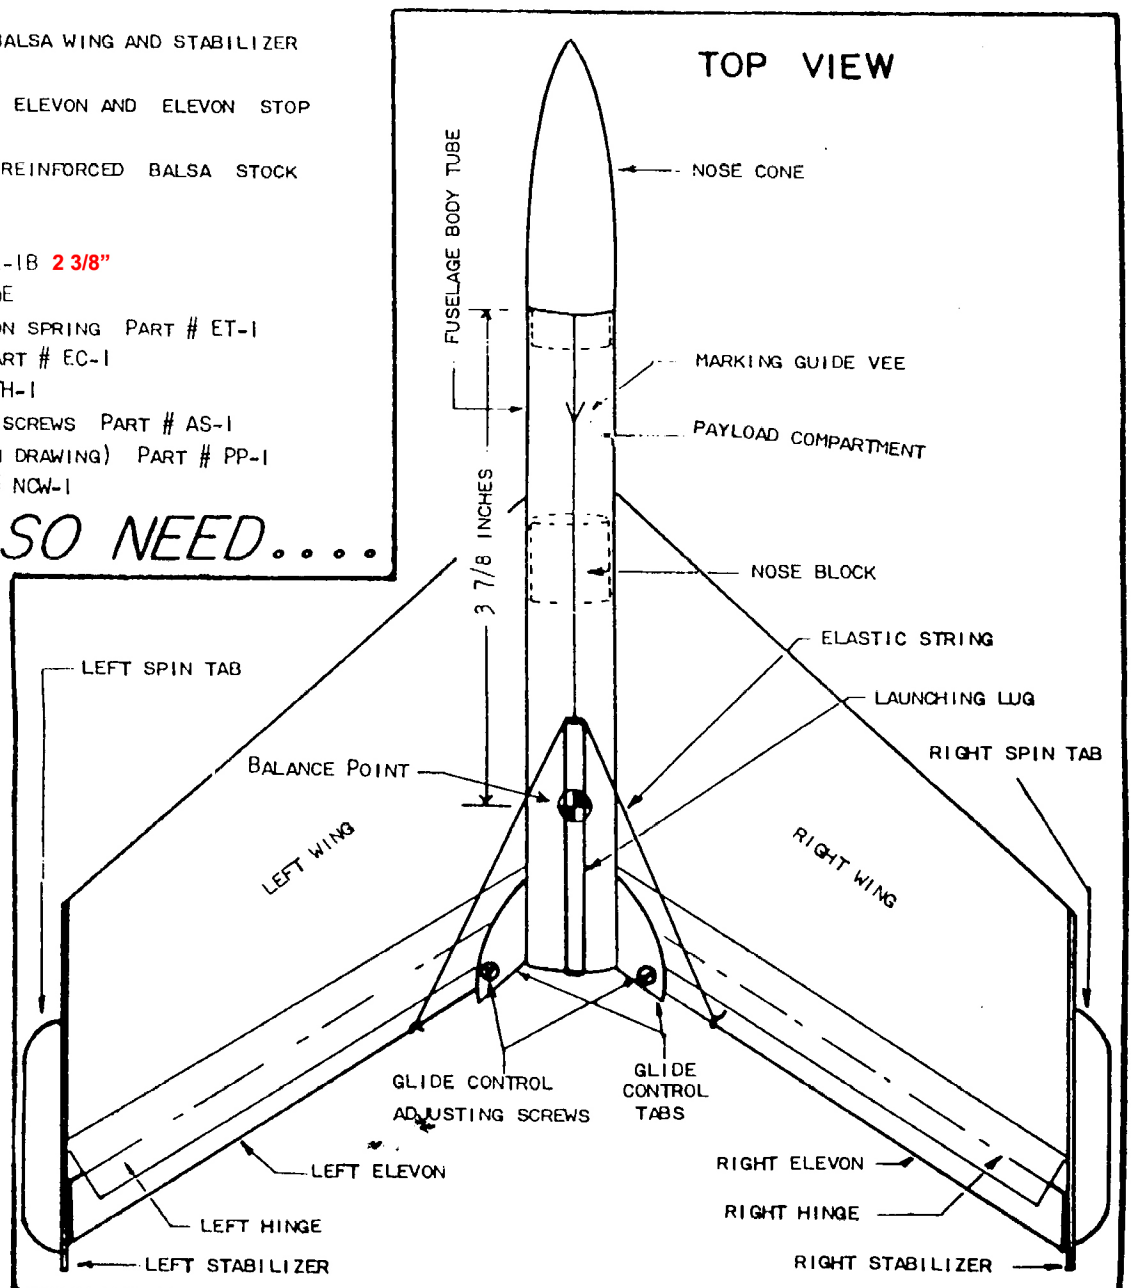 BALSA WING AND STABILIZER
ELEVON AND ELEVON STOP
REINFORCED BALSA STOCK
-1B 2 3/8"
ON SPRING PART # ET-1
ART # EC-1
TH-1
SCREWS PART # AS-1
DRAWING) PART # PP-1
NCW-1
SO NEED....
TOP VIEW
NOSE CONE
FUSELAGE BODY TUBE
MARKING GUIDE VEE
PAYLOAD COMPARTMENT
3 7/8 INCHES
NOSE BLOCK
ELASTIC STRING
LEFT SPIN TAB
LAUNCHING LUG
RIGHT SPIN TAB
BALANCE POINT
LEFT WING
RIGHT WING
GLIDE CONTROL
ADJUSTING SCREWS
GLIDE
CONTROL
TABS
LEFT ELEVON
RIGHT ELEVON
LEFT HINGE
RIGHT HINGE
LEFT STABILIZER
RIGHT STABILIZER